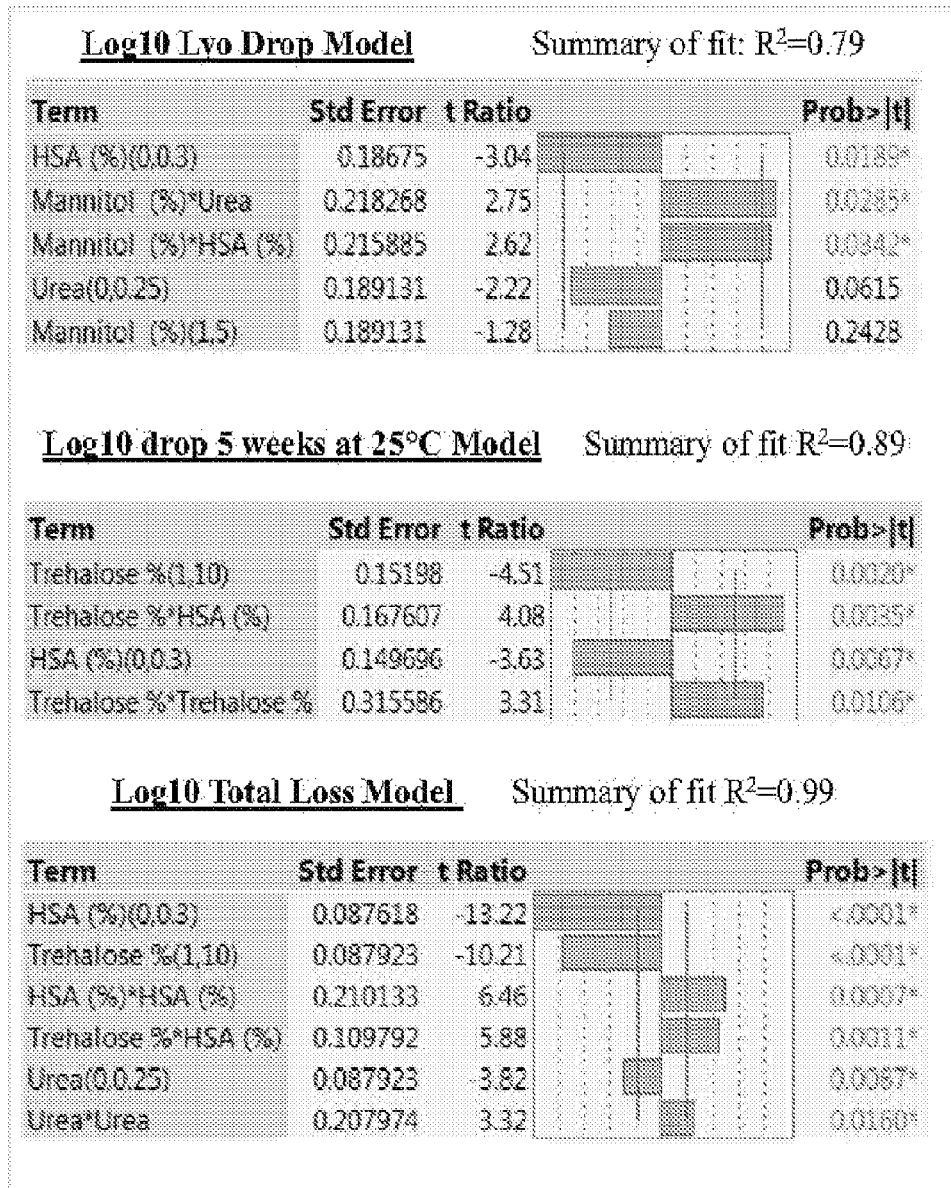 Log10 Lyo Drop Model Summary of fit: R²=0.79
Term Std Error t Ratio Prob>|t|
HSA (%)(0,0.3) 0.18675 -3.04 0.0189*
Mannitol (%)*Urea 0.218268 2.75 0.0285*
Mannitol (%)*HSA (%) 0.215885 2.62 0.0342*
Urea(0,0.25) 0.189131 -2.22 0.0615
Mannitol (%)(1,5) 0.189131 -1.28 0.2428
Log10 drop 5 weeks at 25°C Model Summary of fit R²=0.89
Term Std Error t Ratio Prob>|t|
Trehalose %(1,10) 0.15198 -4.51 0.0020*
Trehalose %*HSA (%) 0.167607 4.08 0.0035*
HSA (%)(0,0.3) 0.149696 -3.63 0.0067*
Trehalose %*Trehalose % 0.315586 3.31 0.0106*
Log10 Total Loss Model Summary of fit R²=0.99
Term Std Error t Ratio Prob>|t|
HSA (%)(0,0.3) 0.087618 -13.22 <.0001*
Trehalose %(1,10) 0.087923 -10.21 <.0001*
HSA (%)*HSA (%) 0.210133 6.46 0.0007*
Trehalose %*HSA (%) 0.109792 5.88 0.0011*
Urea(0,0.25) 0.087923 -3.82 0.0087*
Urea*Urea 0.207974 3.32 0.0160*